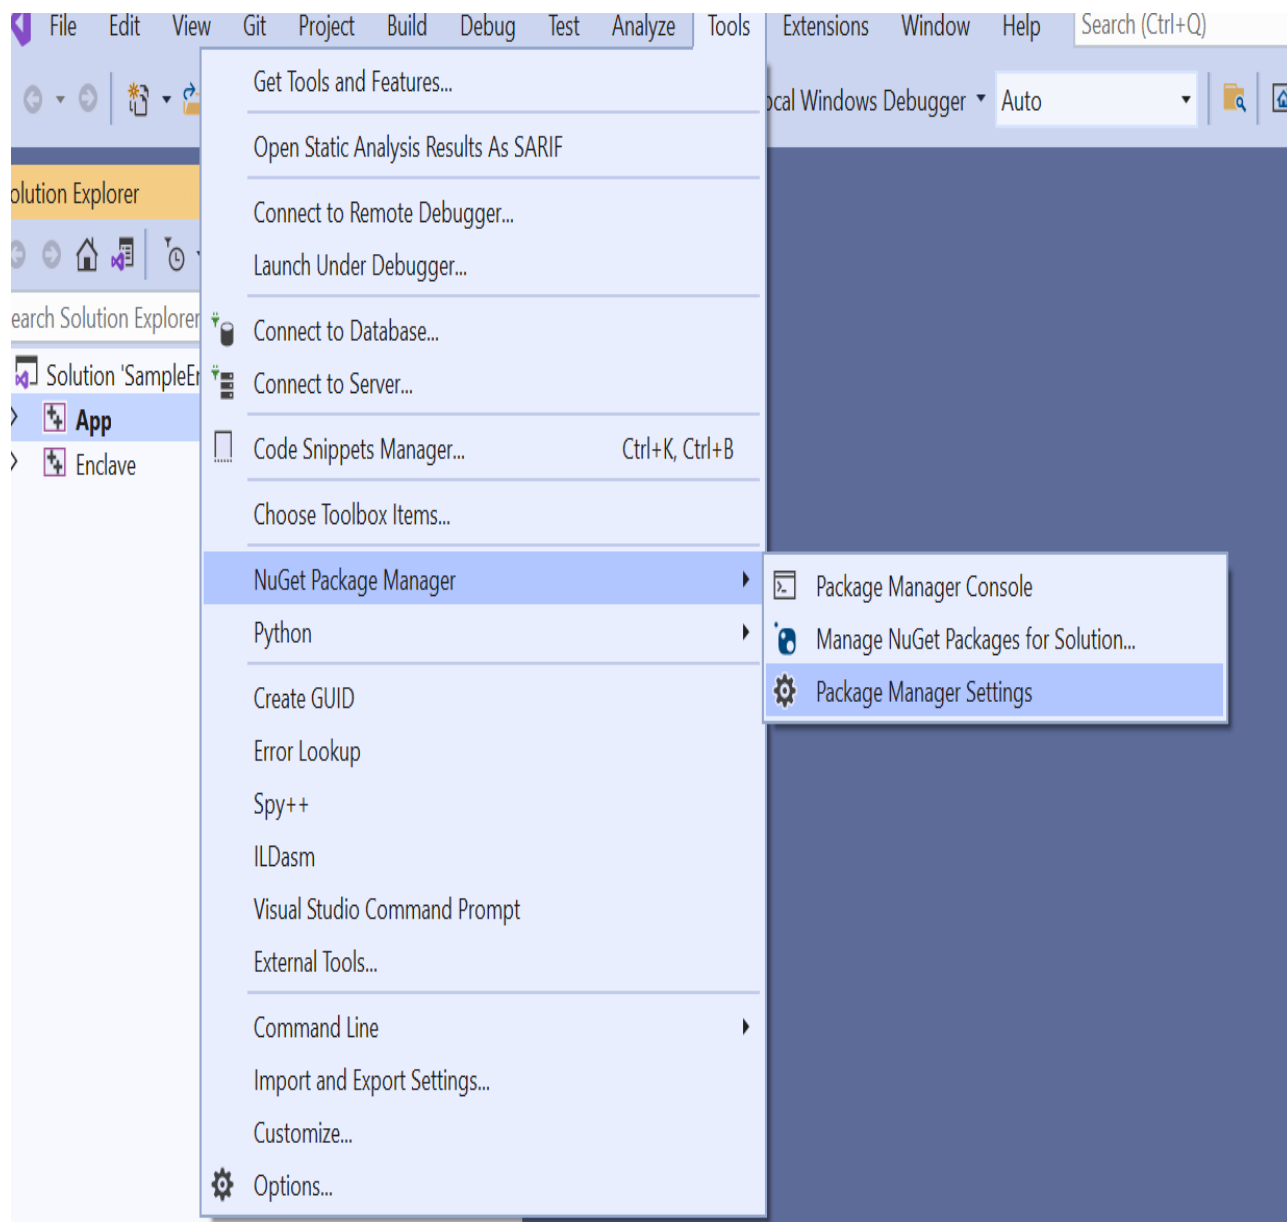 File Edit View Git Project Build Debug Test Analyze Tools Extensions Window Help Search (Ctrl+Q)
ocal Windows Debugger Auto
olution Explorer
earch Solution Explorer
Solution 'SampleEn
App
Enclave
Get Tools and Features...
Open Static Analysis Results As SARIF
Connect to Remote Debugger...
Launch Under Debugger...
Connect to Database...
Connect to Server...
Code Snippets Manager... Ctrl+K, Ctrl+B
Choose Toolbox Items...
NuGet Package Manager
Python
Create GUID
Error Lookup
Spy++
ILDasm
Visual Studio Command Prompt
External Tools...
Command Line
Import and Export Settings...
Customize...
Options...
Package Manager Console
Manage NuGet Packages for Solution...
Package Manager Settings